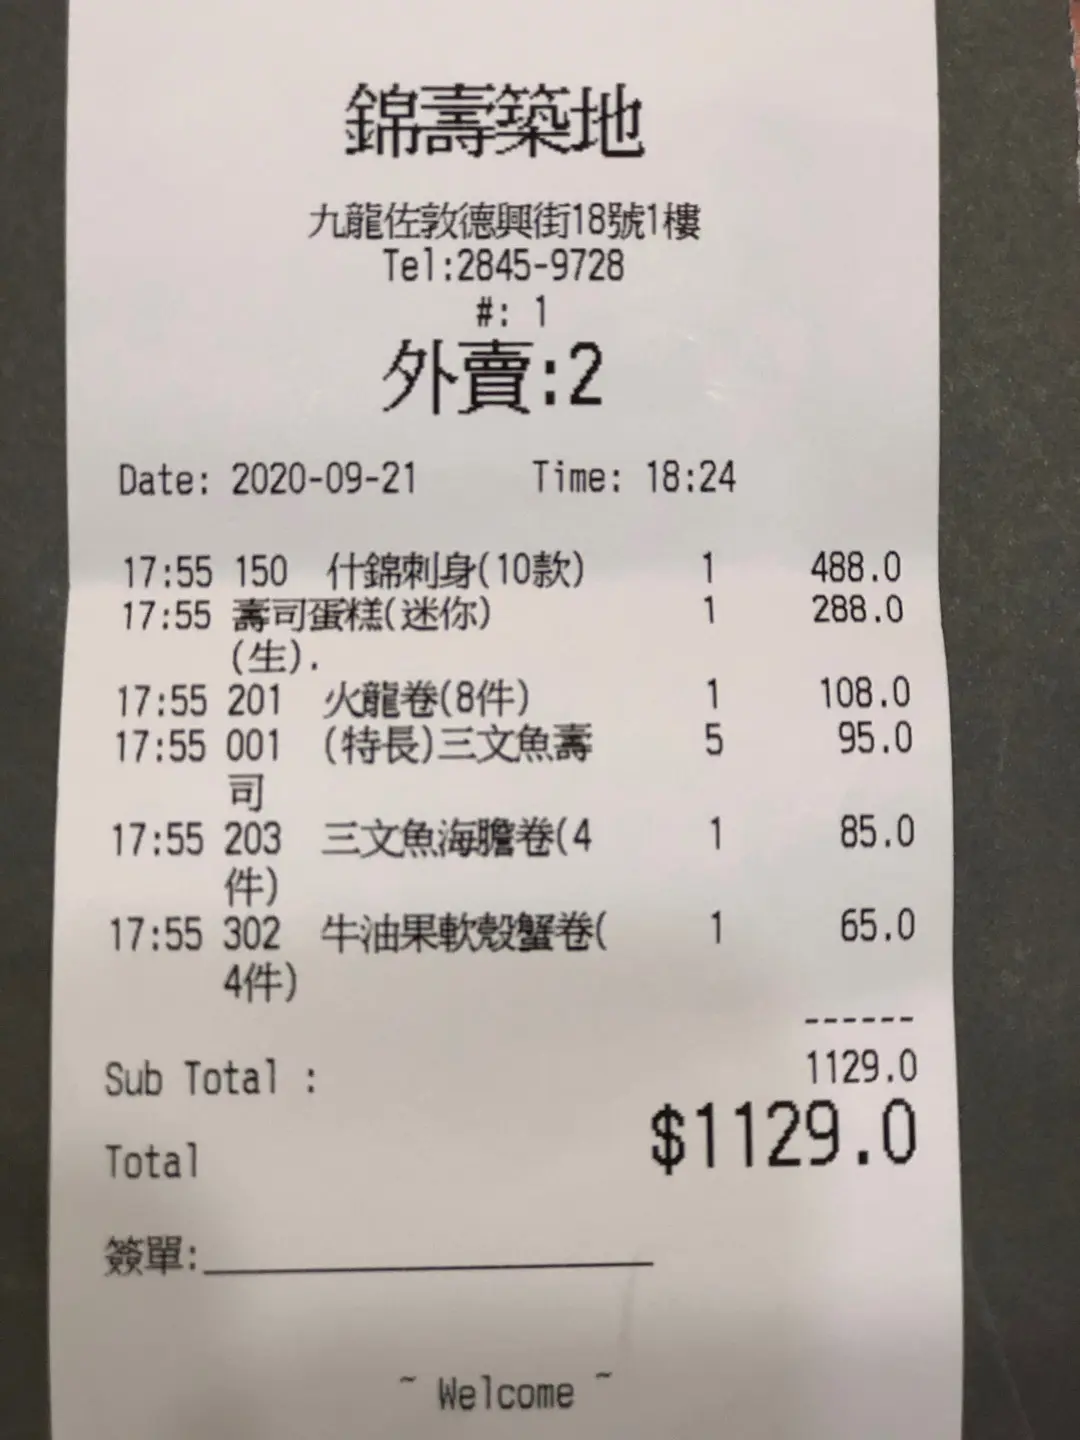 錦壽築地
九龍佐敦德興街18號1樓
Tel:2845-9728
#: 1
外賣:2
Date: 2020-09-21 Time: 18:24
17:55 150 什錦刺身(10款) 1 488.0
17:55 壽司蛋糕(迷你) 1 288.0
(生).
17:55 201 火龍卷(8件) 1 108.0
17:55 001 (特長)三文魚壽 5 95.0
司
17:55 203 三文魚海膽卷(4 1 85.0
件)
17:55 302 牛油果軟殼蟹卷( 1 65.0
4件)
------
Sub Total : 1129.0
Total $1129.0
簽單:
~ Welcome ~